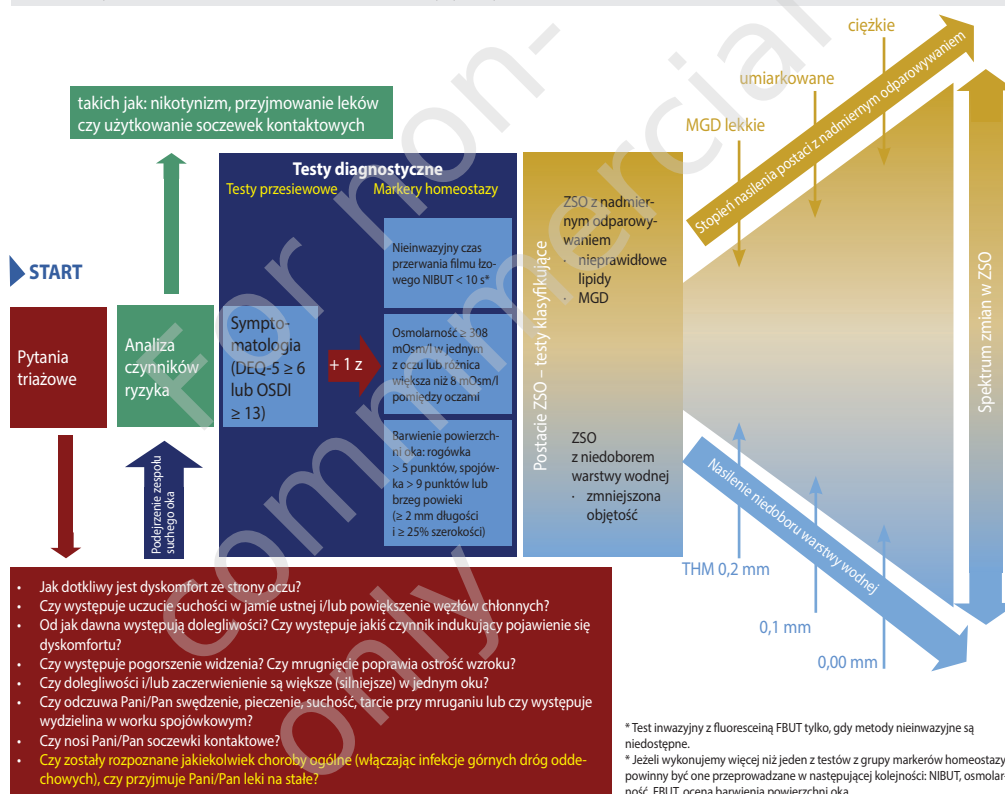 takich jak: nikotynizm, przyjmowanie leków
czy użytkowanie soczewek kontaktowych
START
Pytania
triażowe
Analiza
czynników
ryzyka
Podejrzenie zespołu
suchego oka
Testy diagnostyczne
Testy przesiewowe
Markery homeostazy
Sympto-
matologia
(DEQ-5 ≥ 6
lub OSDI
≥ 13)
+ 1 z
Nieinwazyjny czas
przerwania filmu łzo-
wego NIBUT < 10 s*
Osmolarność ≥ 308
mOsm/l w jednym
z oczu lub różnica
większa niż 8 mOsm/l
pomiędzy oczami
Barwienie powierzch-
ni oka: rogówka
> 5 punktów, spojów-
ka > 9 punktów lub
brzeg powieki
(≥ 2 mm długości
i ≥ 25% szerokości)
Postacie ZSO – testy klasyfikujące
ZSO z nadmier-
nym odparowy-
waniem
· nieprawidłowe
lipidy
· MGD
ZSO
z niedoborem
warstwy wodnej
· zmniejszona
objętość
MGD lekkie
umiarkowane
ciężkie
Stopień nasilenia postaci z nadmiernym odparowywaniem
Nasilenie niedoboru warstwy wodnej
THM 0,2 mm
0,1 mm
0,00 mm
Spektrum zmian w ZSO
• Jak dotkliwy jest dyskomfort ze strony oczu?
• Czy występuje uczucie suchości w jamie ustnej i/lub powiększenie węzłów chłonnych?
• Od jak dawna występują dolegliwości? Czy występuje jakiś czynnik indukujący pojawienie się
dyskomfortu?
• Czy występuje pogorszenie widzenia? Czy mrugnięcie poprawia ostrość wzroku?
• Czy dolegliwości i/lub zaczerwienienie są większe (silniejsze) w jednym oku?
• Czy odczuwa Pani/Pan swędzenie, pieczenie, suchość, tarcie przy mruganiu lub czy występuje
wydzielina w worku spojówkowym?
• Czy nosi Pani/Pan soczewki kontaktowe?
• Czy zostały rozpoznane jakiekolwiek choroby ogólne (włączając infekcje górnych dróg odde-
chowych), czy przyjmuje Pani/Pan leki na stałe?
* Test inwazyjny z fluoresceiną FBUT tylko, gdy metody nieinwazyjne są
niedostępne.
* Jeżeli wykonujemy więcej niż jeden z testów z grupy markerów homeostazy,
powinny być one przeprowadzane w następującej kolejności: NIBUT, osmolar-
ność, FBUT, ocena barwienia powierzchni oka
For non-
commercial
only